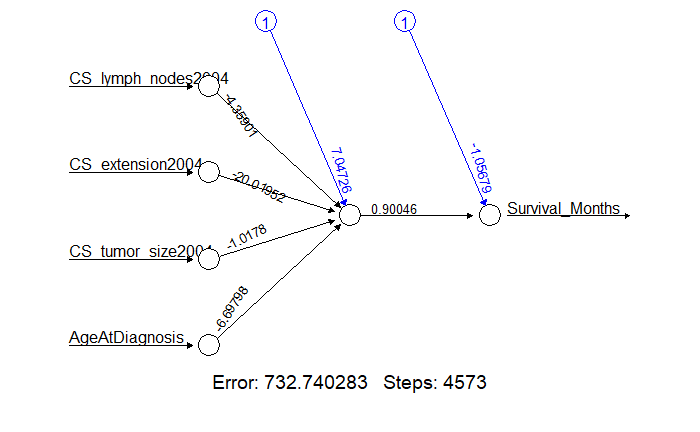 1
1
CS_lymph_nodes2004
-4.35901
7.04726
-1.05679
CS_extension2004
-20.01952
0.90046
Survival_Months
CS_tumor_size2004
-1.0178
AgeAtDiagnosis
-6.69798
Error: 732.740283 Steps: 4573